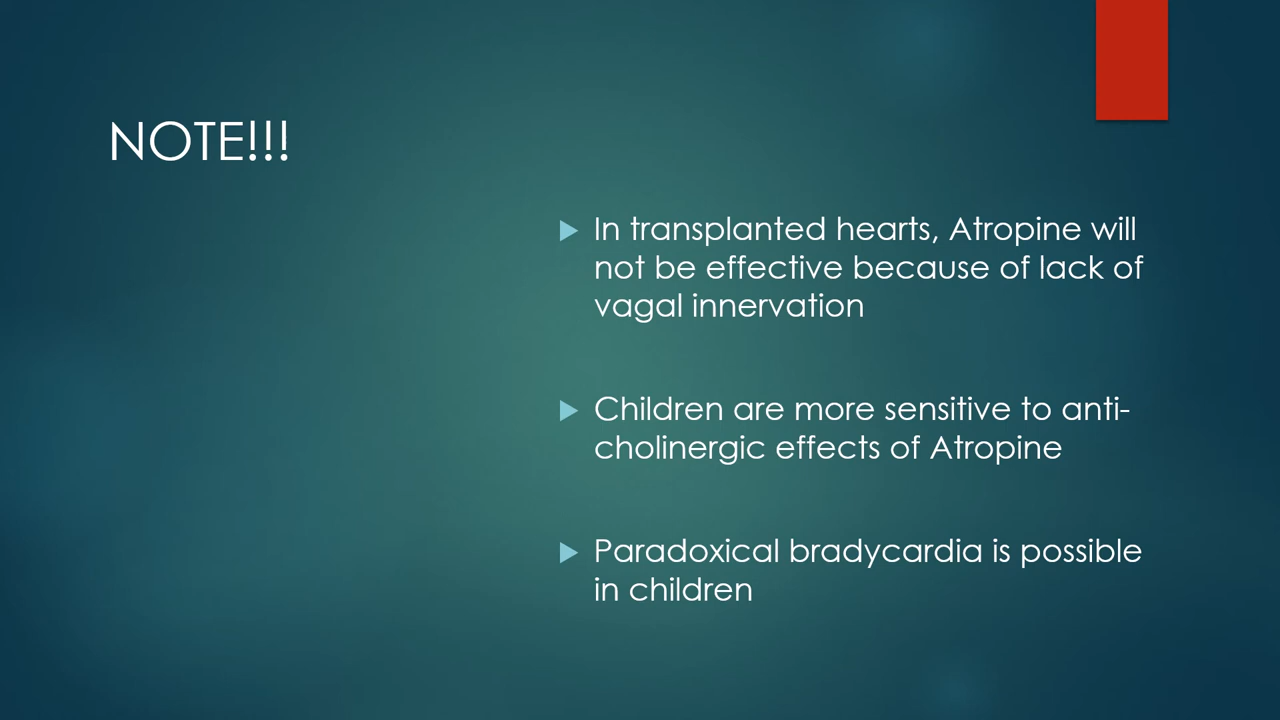 NOTE!!!
In transplanted hearts, Atropine will
not be effective because of lack of
vagal innervation
Children are more sensitive to anti-
cholinergic effects of Atropine
Paradoxical bradycardia is possible
in children